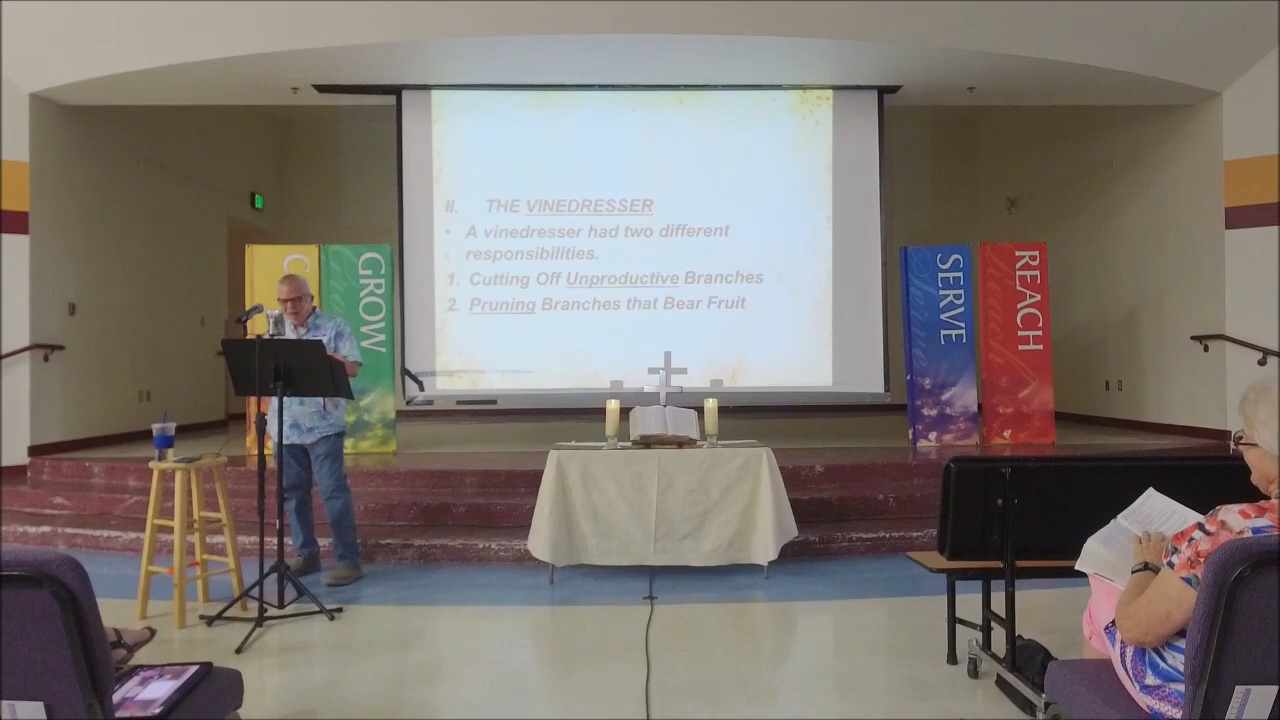 II. THE VINEDRESSER
• A vinedresser had two different
responsibilities.
1. Cutting Off Unproductive Branches
2. Pruning Branches that Bear Fruit
GROW
SERVE
REACH